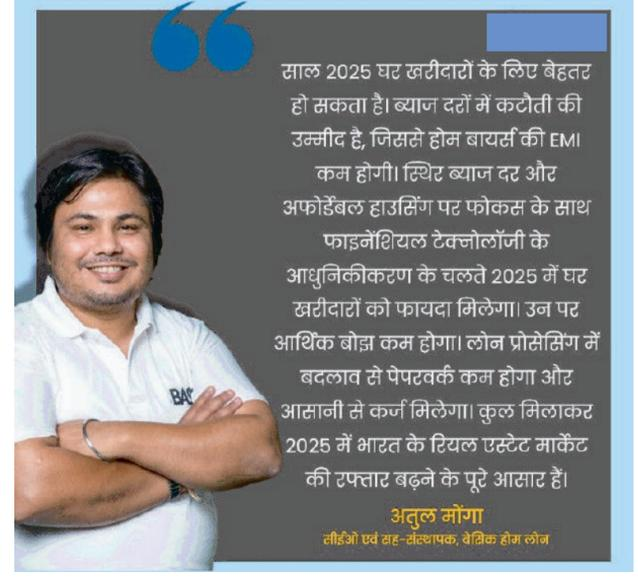 साल 2025 घर खरीदारों के लिए बेहतर
हो सकता है। ब्याज दरों में कटौती की
उम्मीद है, जिससे होम बायर्स की EMI
कम होगी। स्थिर ब्याज दर और
अफोर्डेबल हाउसिंग पर फोकस के साथ
फाइनेंशियल टेक्नोलॉजी के
आधुनिकीकरण के चलते 2025 में घर
खरीदारों को फायदा मिलेगा। उन पर
आर्थिक बोझ कम होगा। लोन प्रोसेसिंग में
बदलाव से पेपरवर्क कम होगा और
आसानी से कर्ज मिलेगा। कुल मिलाकर
2025 में भारत के रियल एस्टेट मार्केट
की रफ्तार बढ़ने के पूरे आसार हैं।
अतुल मोंगा
सीईओ एवं सह-संस्थापक, बेसिक होम लोन